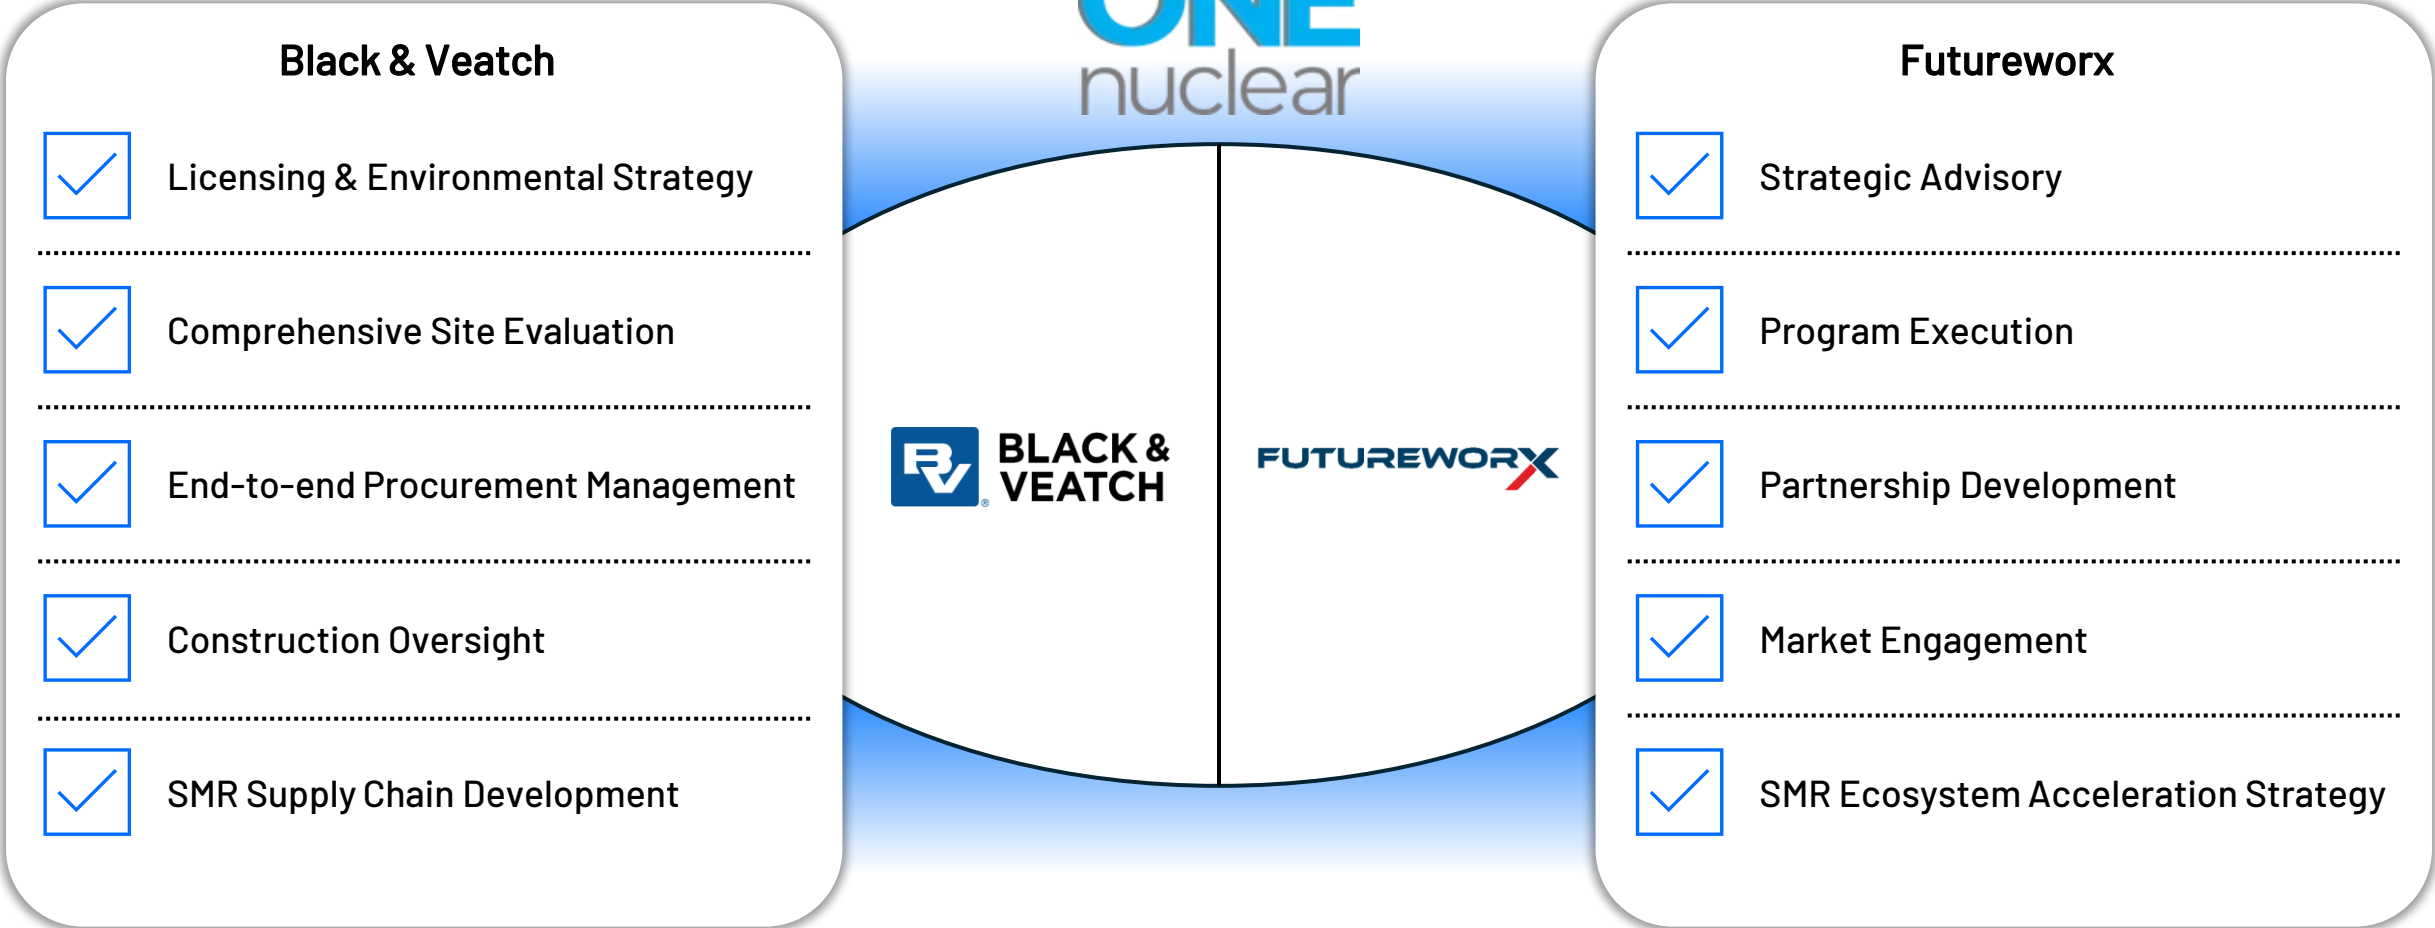 ONE
nuclear
Black & Veatch
Licensing & Environmental Strategy
Comprehensive Site Evaluation
End-to-end Procurement Management
Construction Oversight
SMR Supply Chain Development
BV
BLACK &
VEATCH
®
FUTUREWORX
Futureworx
Strategic Advisory
Program Execution
Partnership Development
Market Engagement
SMR Ecosystem Acceleration Strategy